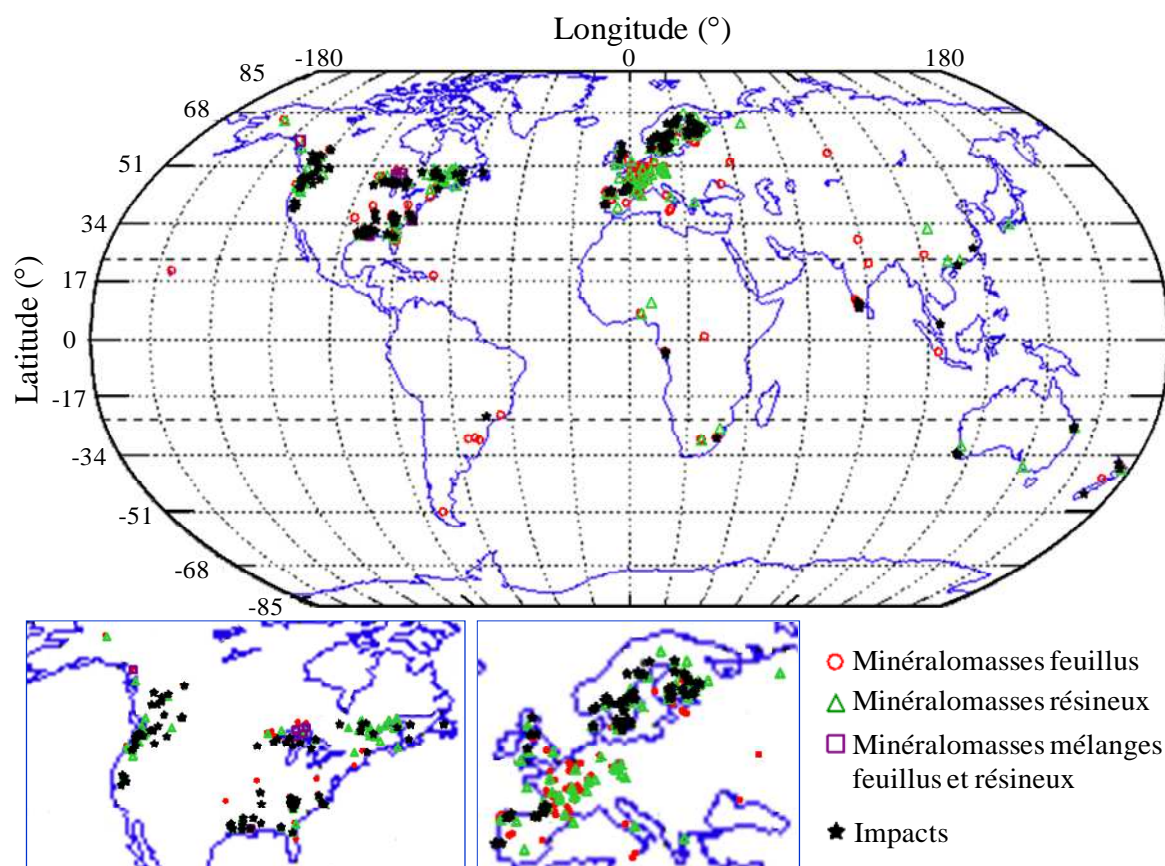 Longitude (°)
-180 0 180
85
68
51
34
17
0
-17
-34
-51
-68
-85
Latitude (°)
Minéralomasses feuillus
Minéralomasses résineux
Minéralomasses mélanges
feuillus et résineux
Impacts